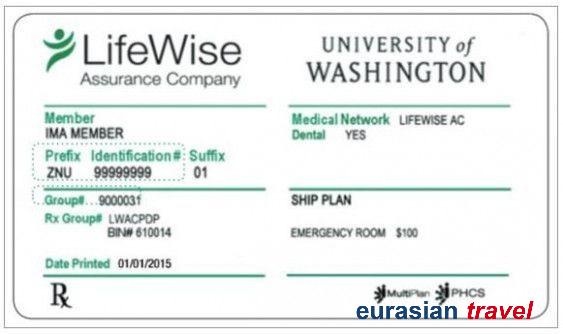 LifeWise
Assurance Company
UNIVERSITY of
WASHINGTON
Member
IMA MEMBER
Medical Network LIFEWISE AC
Dental YES
Prefix Identification# Suffix
ZNU 99999999 01
Group# 9000031
SHIP PLAN
Rx Group# LWACPDP
BIN# 610014
EMERGENCY ROOM $100
Date Printed 01/01/2015
Rx
MultiPlan PHCS
eurasian travel